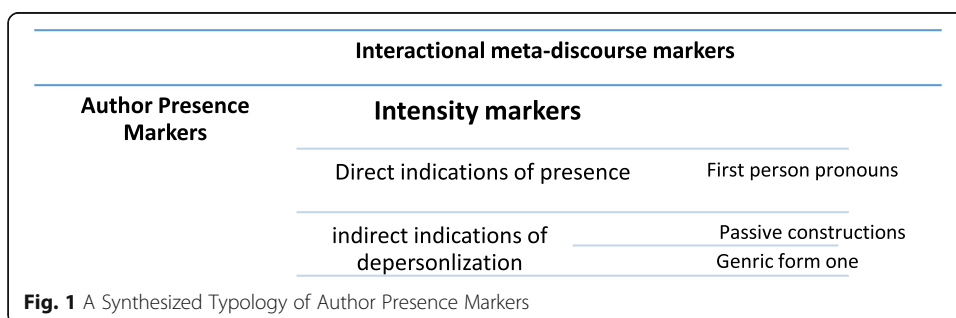 Interactional meta-discourse markers
Author Presence
Markers
Intensity markers
Direct indications of presence
First person pronouns
indirect indications of
depersonlization
Passive constructions
Genric form one
Fig. 1 A Synthesized Typology of Author Presence Markers